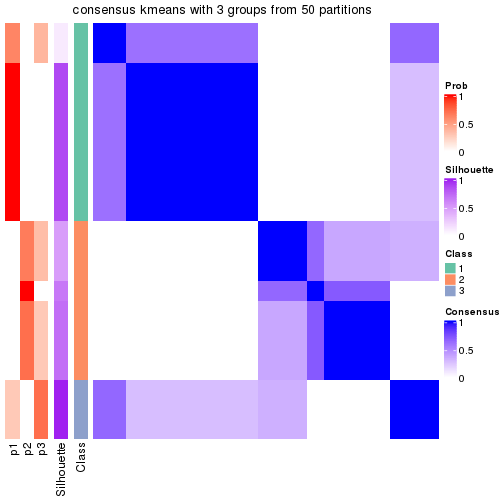 consensus kmeans with 3 groups from 50 partitions
Prob
1
0.5
0
Silhouette
1
0.5
0
Class
1
2
3
Consensus
1
0.5
0
p1
p2
p3
Silhouette
Class